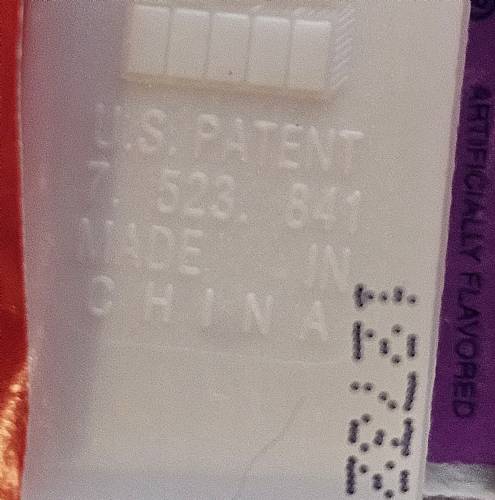 U.S. PATENT
7. 523. 841
MADE IN
CHINA
ARTIFICIALLY FLAVORED